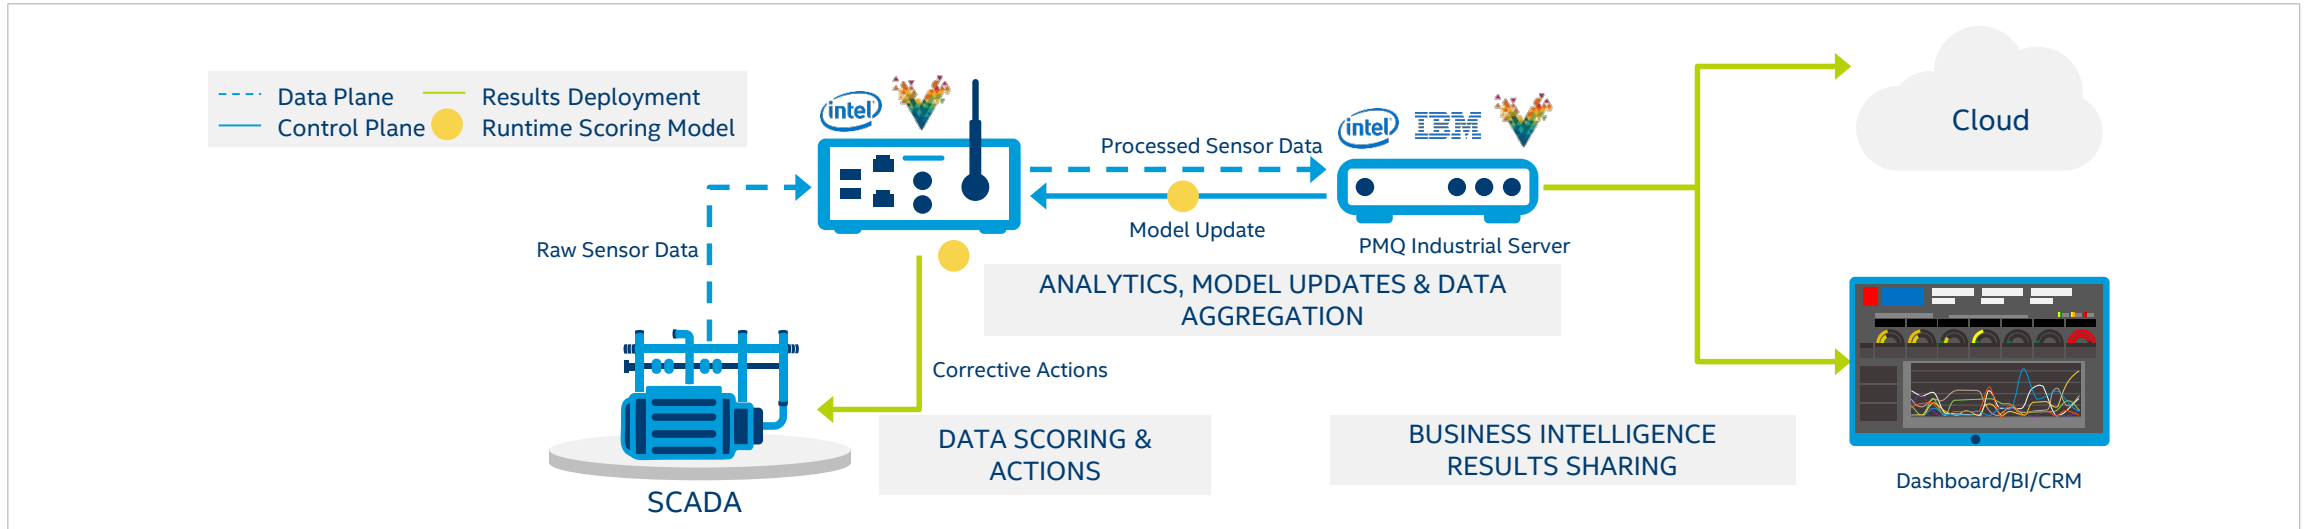 Data Plane
Results Deployment
Control Plane
Runtime Scoring Model
intel
intel
IBM
Cloud
Processed Sensor Data
Model Update
Raw Sensor Data
PMQ Industrial Server
ANALYTICS, MODEL UPDATES & DATA
AGGREGATION
Corrective Actions
DATA SCORING &
ACTIONS
BUSINESS INTELLIGENCE
RESULTS SHARING
SCADA
Dashboard/BI/CRM